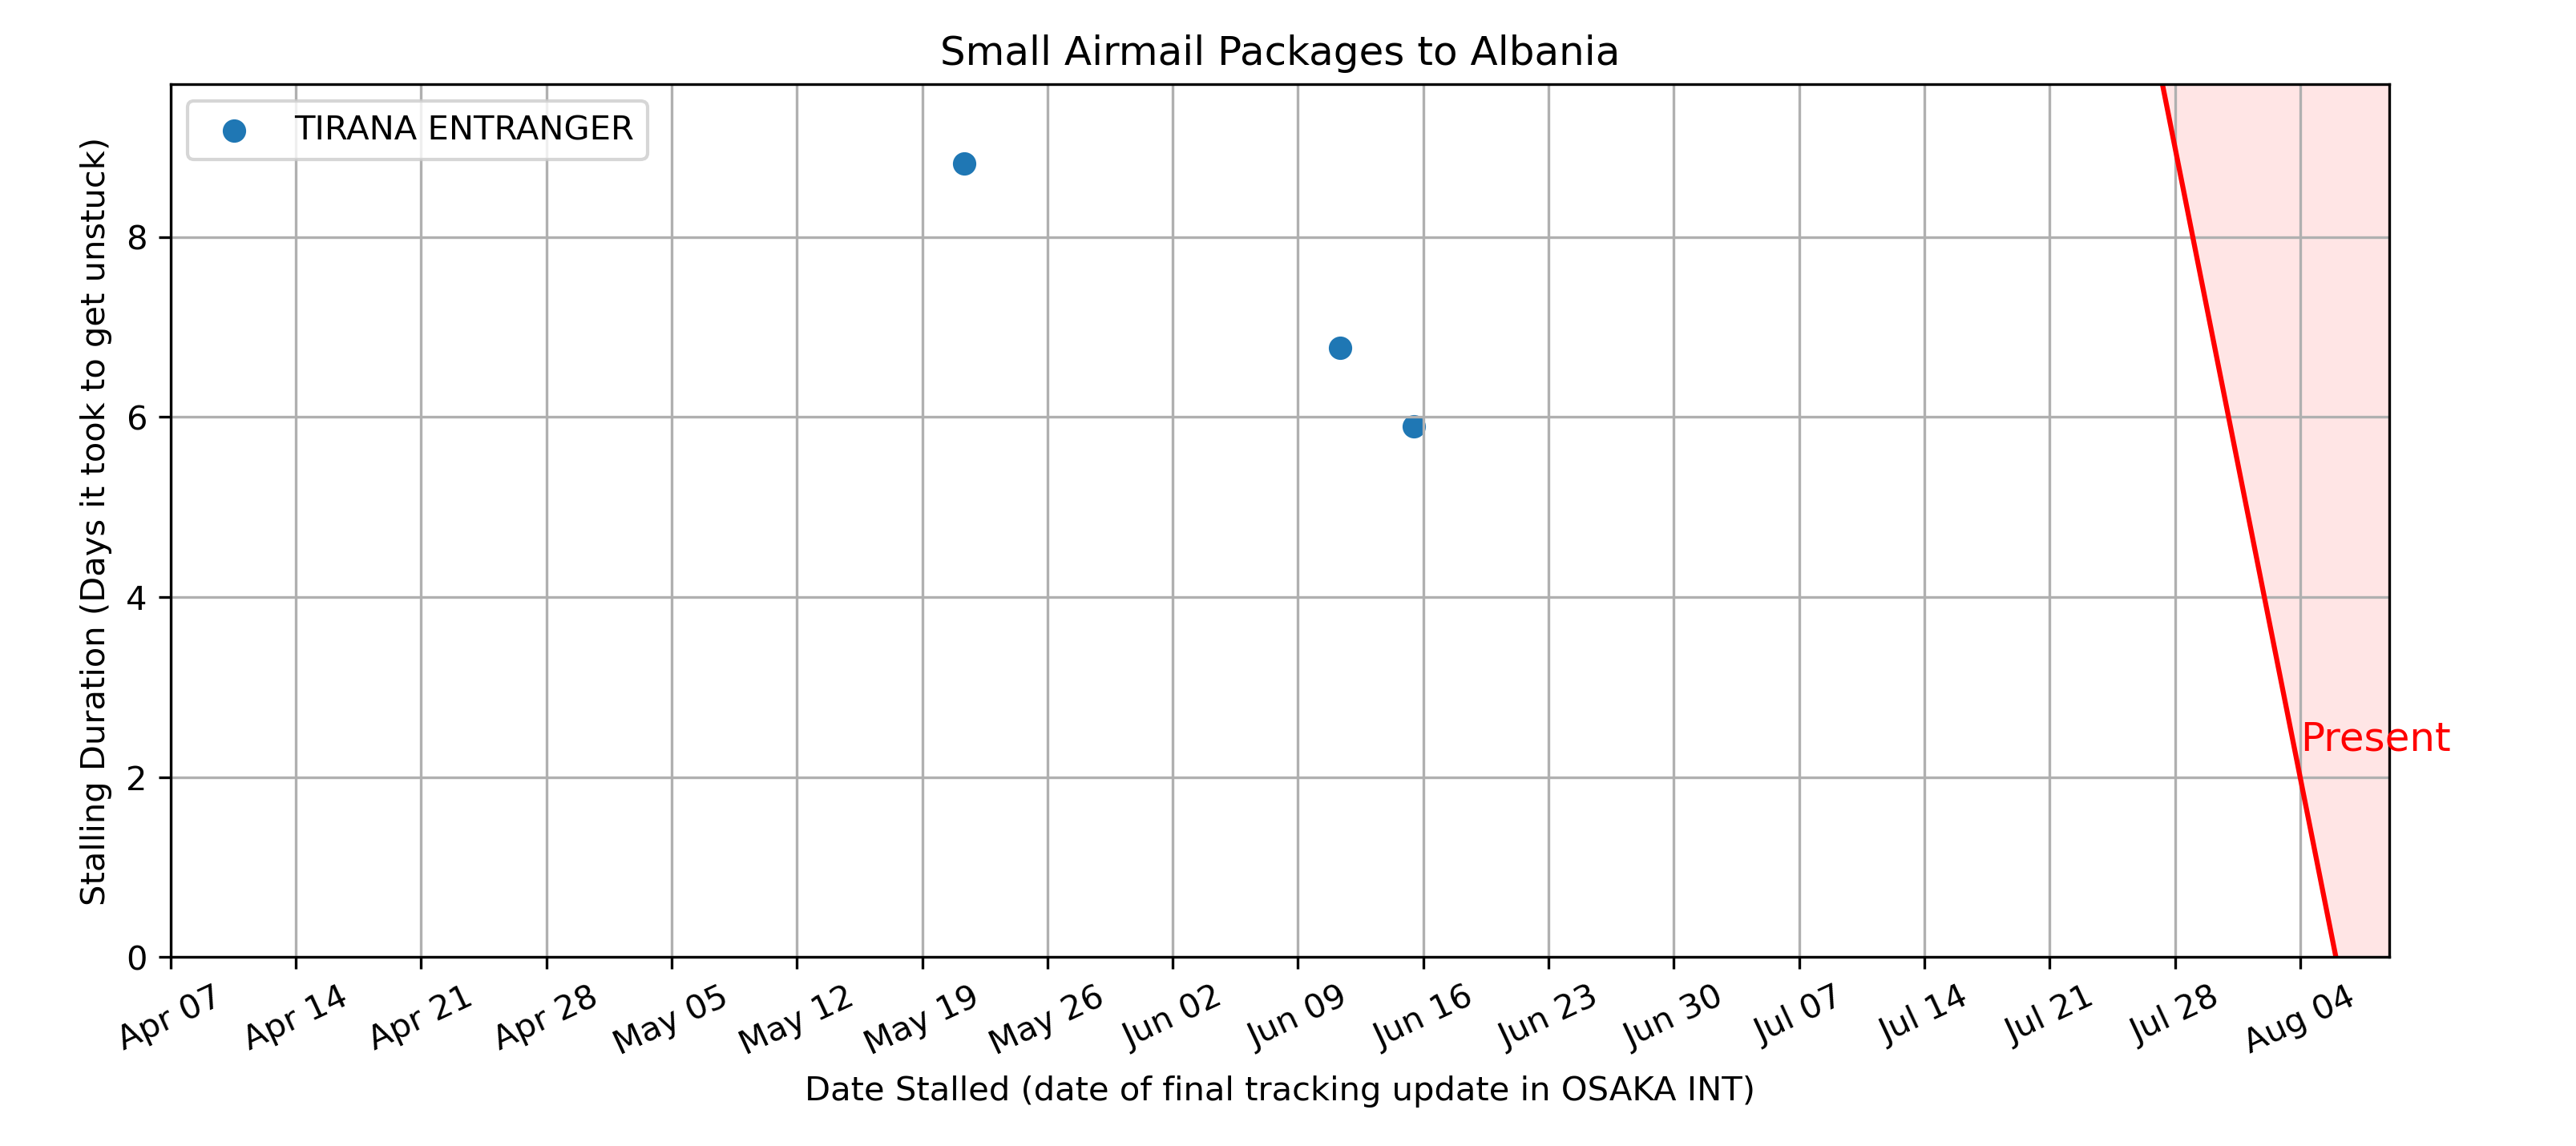 Small Airmail Packages to Albania
TIRANA ENTRANGER
Stalling Duration (Days it took to get unstuck)
8
6
4
2
0
Present
Apr 07
Apr 14
Apr 21
Apr 28
May 05
May 12
May 19
May 26
Jun 02
Jun 09
Jun 16
Jun 23
Jun 30
Jul 07
Jul 14
Jul 21
Jul 28
Aug 04
Date Stalled (date of final tracking update in OSAKA INT)